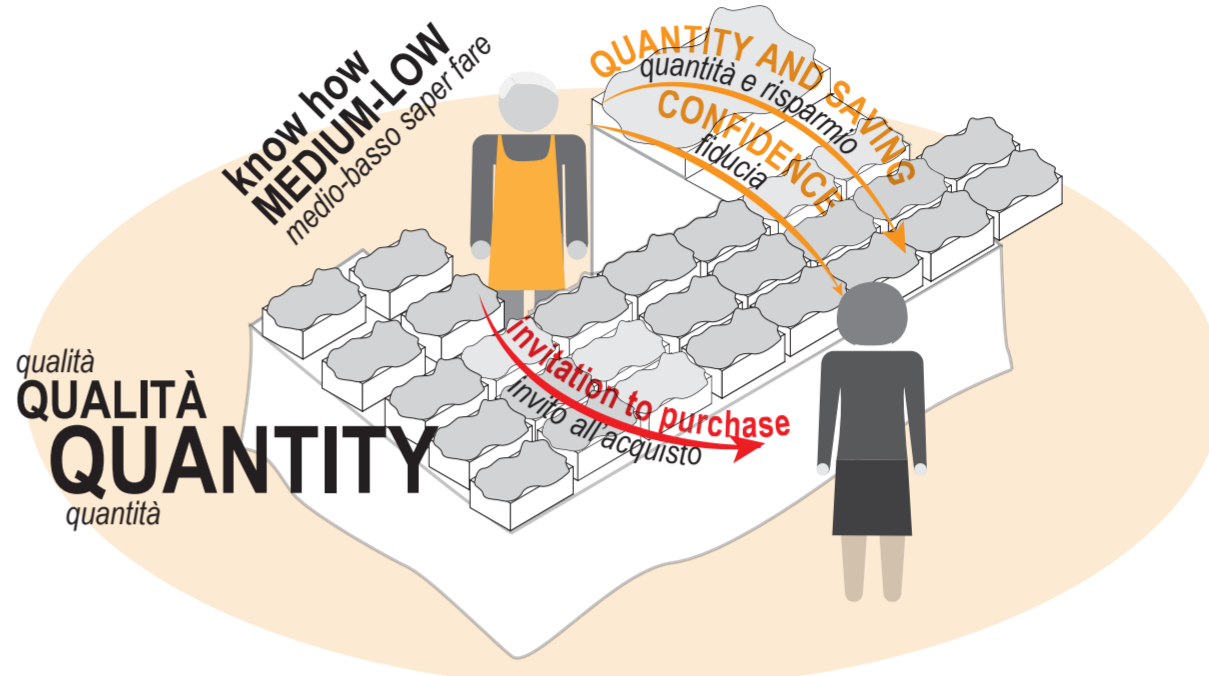 know how
MEDIUM-LOW
medio-basso saper fare
QUANTITY AND SAVING
quantità e risparmio
CONFIDENCE
fiducia
invitation to purchase
invito all'acquisto
qualità
QUALITÀ
QUANTITY
quantità